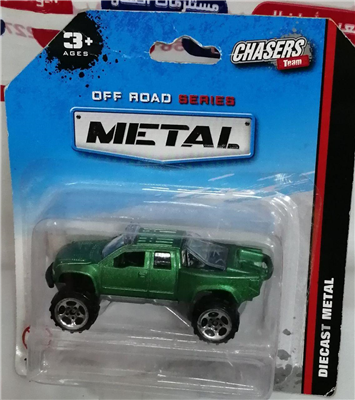 3+
AGES
CHASERS
Team
OFF ROAD SERIES
METAL
DIECAST METAL